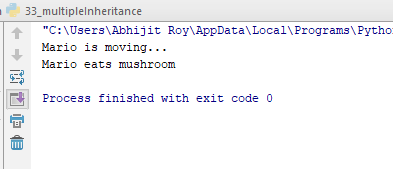 33_multipleInheritance
"C:\Users\Abhijit Roy\AppData\Local\Programs\Pytho
Mario is moving...
Mario eats mushroom
Process finished with exit code 0